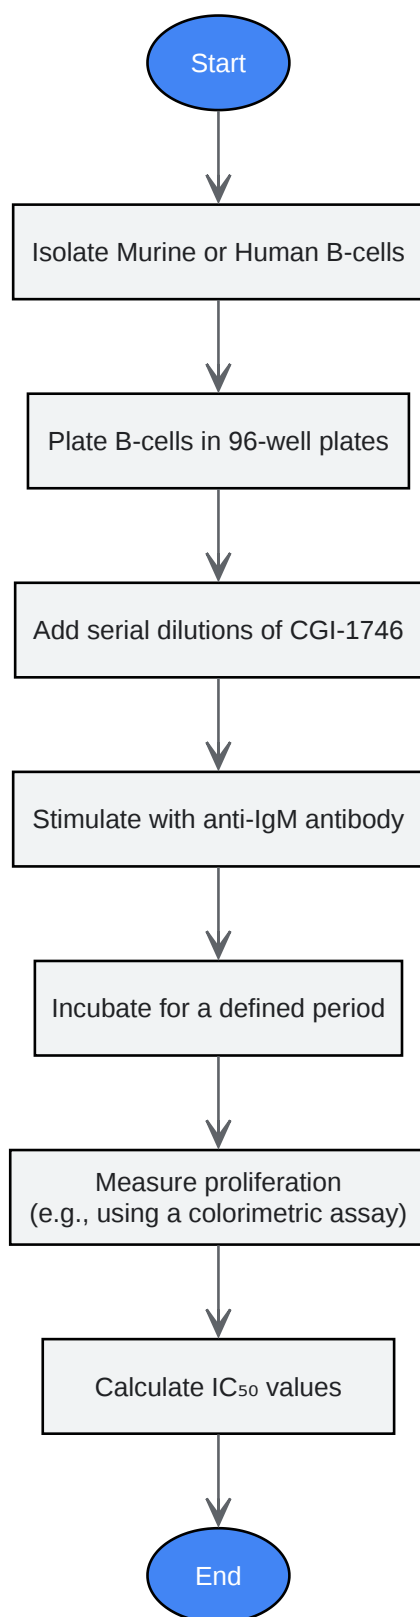 Start
Isolate Murine or Human B-cells
Plate B-cells in 96-well plates
Add serial dilutions of CGI-1746
Stimulate with anti-IgM antibody
Incubate for a defined period
Measure proliferation
(e.g., using a colorimetric assay)
Calculate IC₅₀ values
End